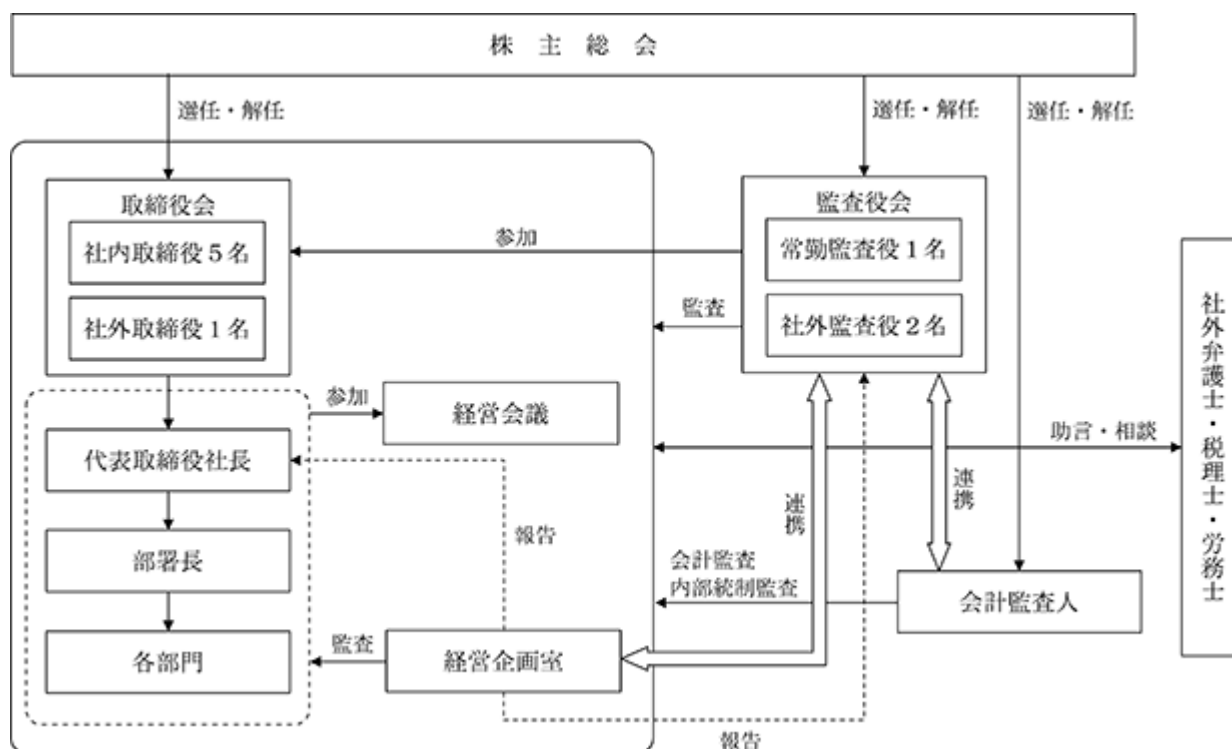 株主総会
選任・解任
選任・解任
選任・解任
取締役会
社内取締役5名
社外取締役1名
監査役会
常勤監査役1名
社外監査役2名
参加
監査
社外弁護士・税理士・労務士
参加
経営会議
助言・相談
代表取締役社長
連携
連携
報告
部署長
会計監査
内部統制監査
会計監査人
各部門
監査
経営企画室
報告